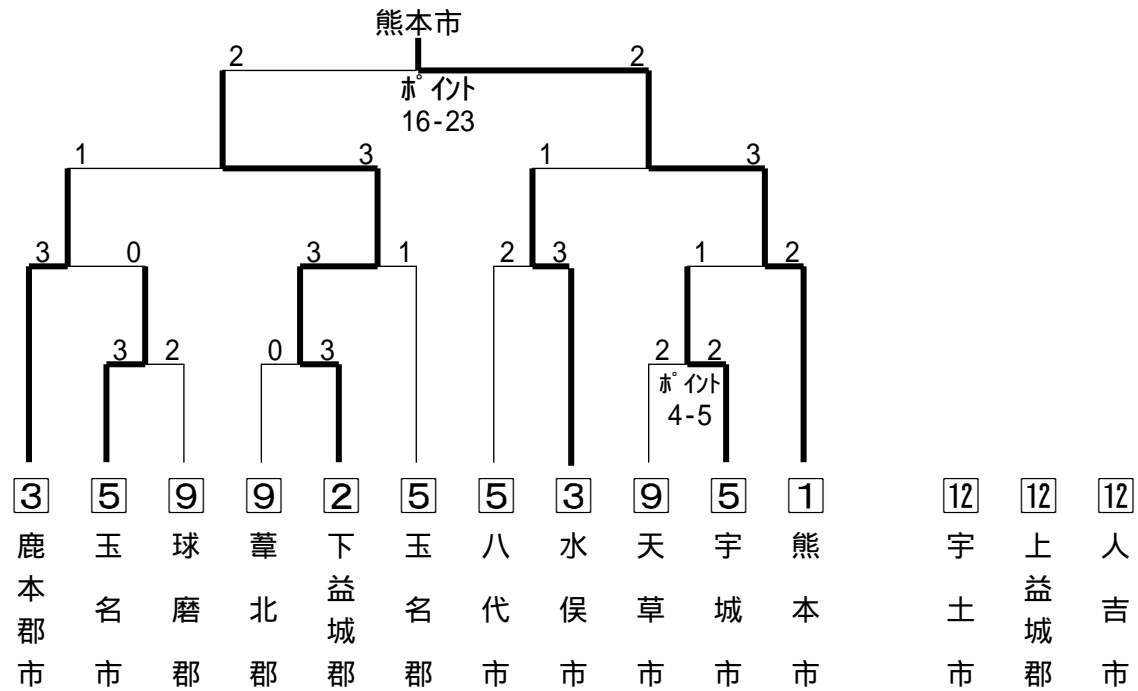 熊本市
2 2
ポイント
16-23
1 3 1 3
3 0 3 1 2 3 1 2
3 2 0 3 2 2
ポイント
4-5
3 5 9 9 2 5 5 3 9 5 1 12 12 12
鹿本郡市
玉名市
球磨郡
葦北郡
下益城郡
玉名郡
八代市
水俣市
天草市
宇城市
熊本市
宇土市
上益城郡
人吉市